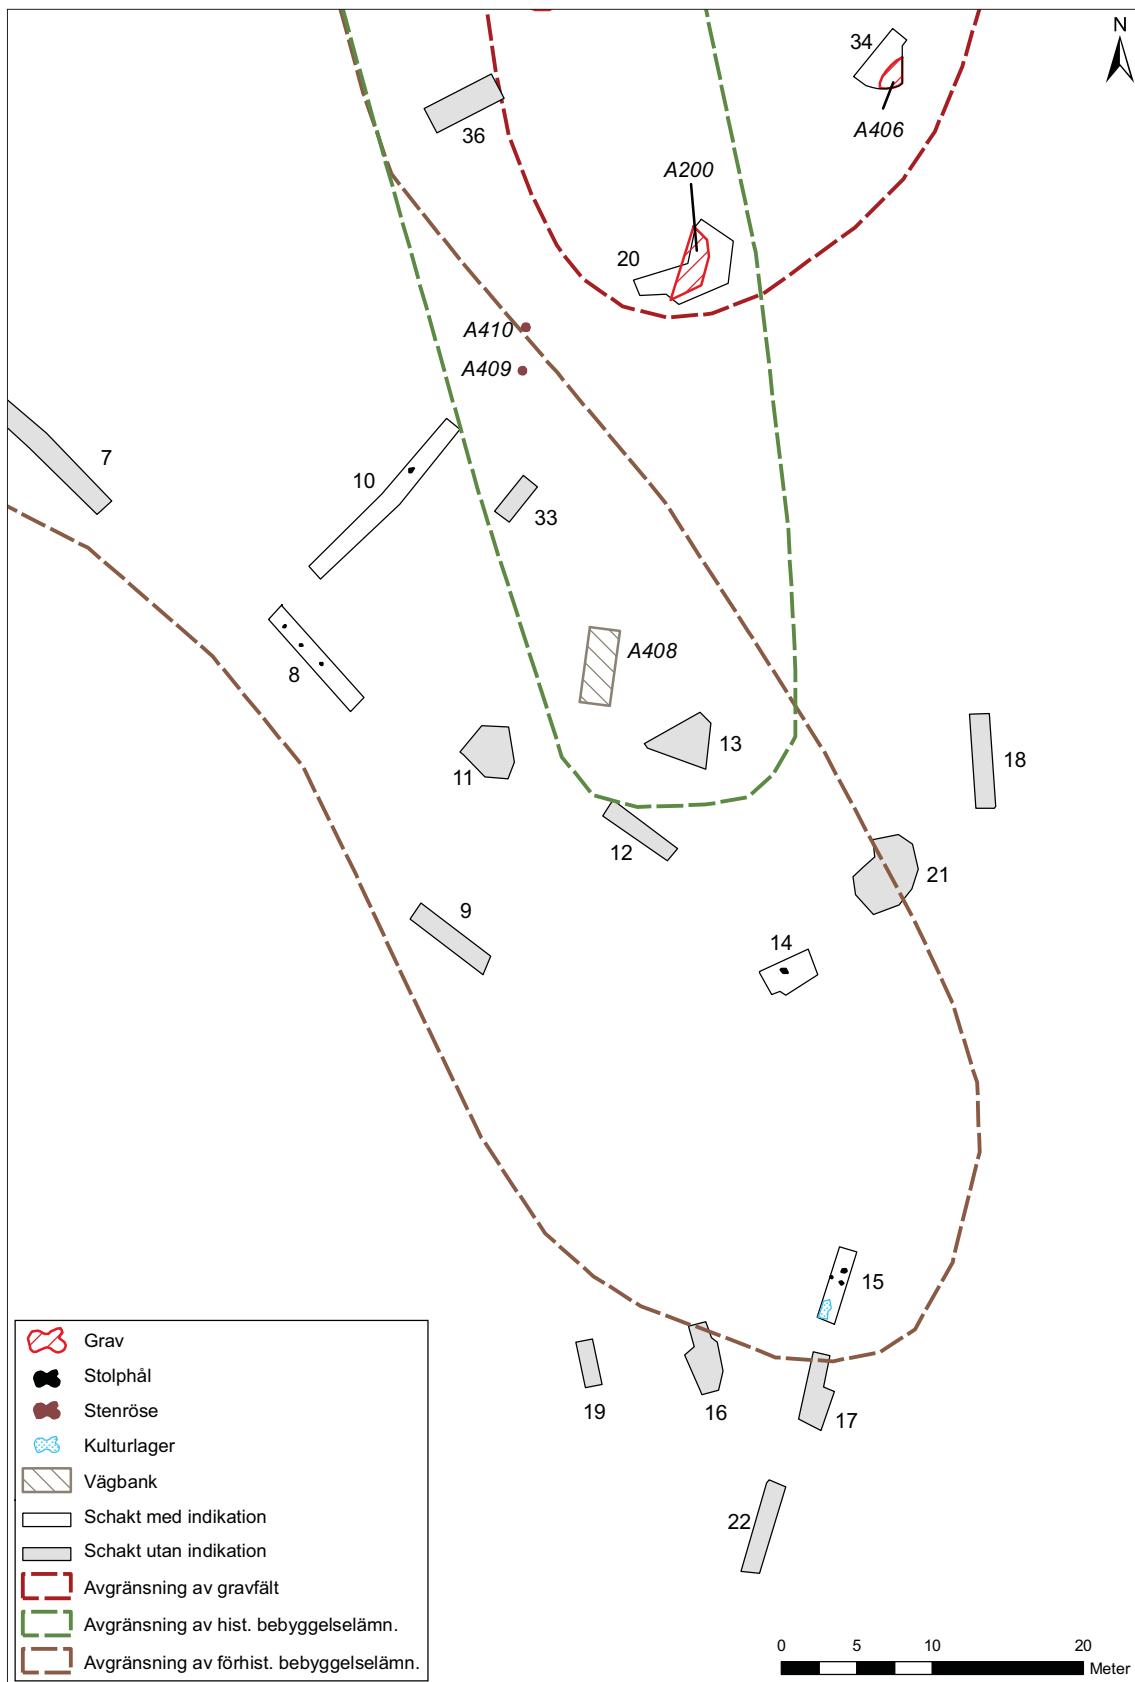 N
34
A406
36
A200
20
A410
A409
7
10
33
8
A408
11
13
18
12
21
9
14
15
19
16
17
22
Grav
Stolphål
Stenröse
Kulturlager
Vägbank
Schakt med indikation
Schakt utan indikation
Avgränsning av gravfält
Avgränsning av hist. bebyggelselämn.
Avgränsning av förhist. bebyggelselämn.
0 5 10 20
Meter